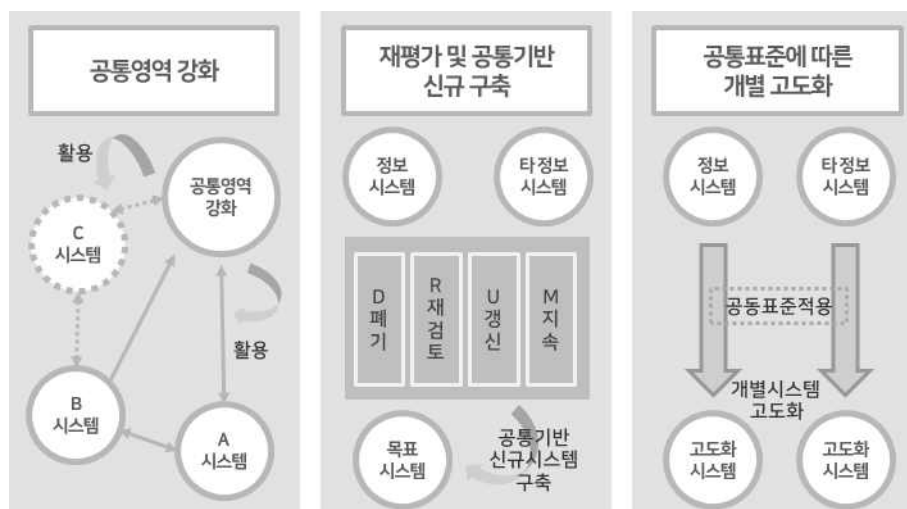 공통영역 강화
활용
공통영역
강화
C
시스템
활용
B
시스템
A
시스템
재평가 및 공통기반
신규 구축
정보
시스템
타정보
시스템
D
폐
기
R
재
검
토
U
갱
신
M
지
속
목표
시스템
공통기반
신규시스템
구축
공통표준에 따른
개별 고도화
정보
시스템
타정보
시스템
공동표준적용
개별시스템
고도화
고도화
시스템
고도화
시스템